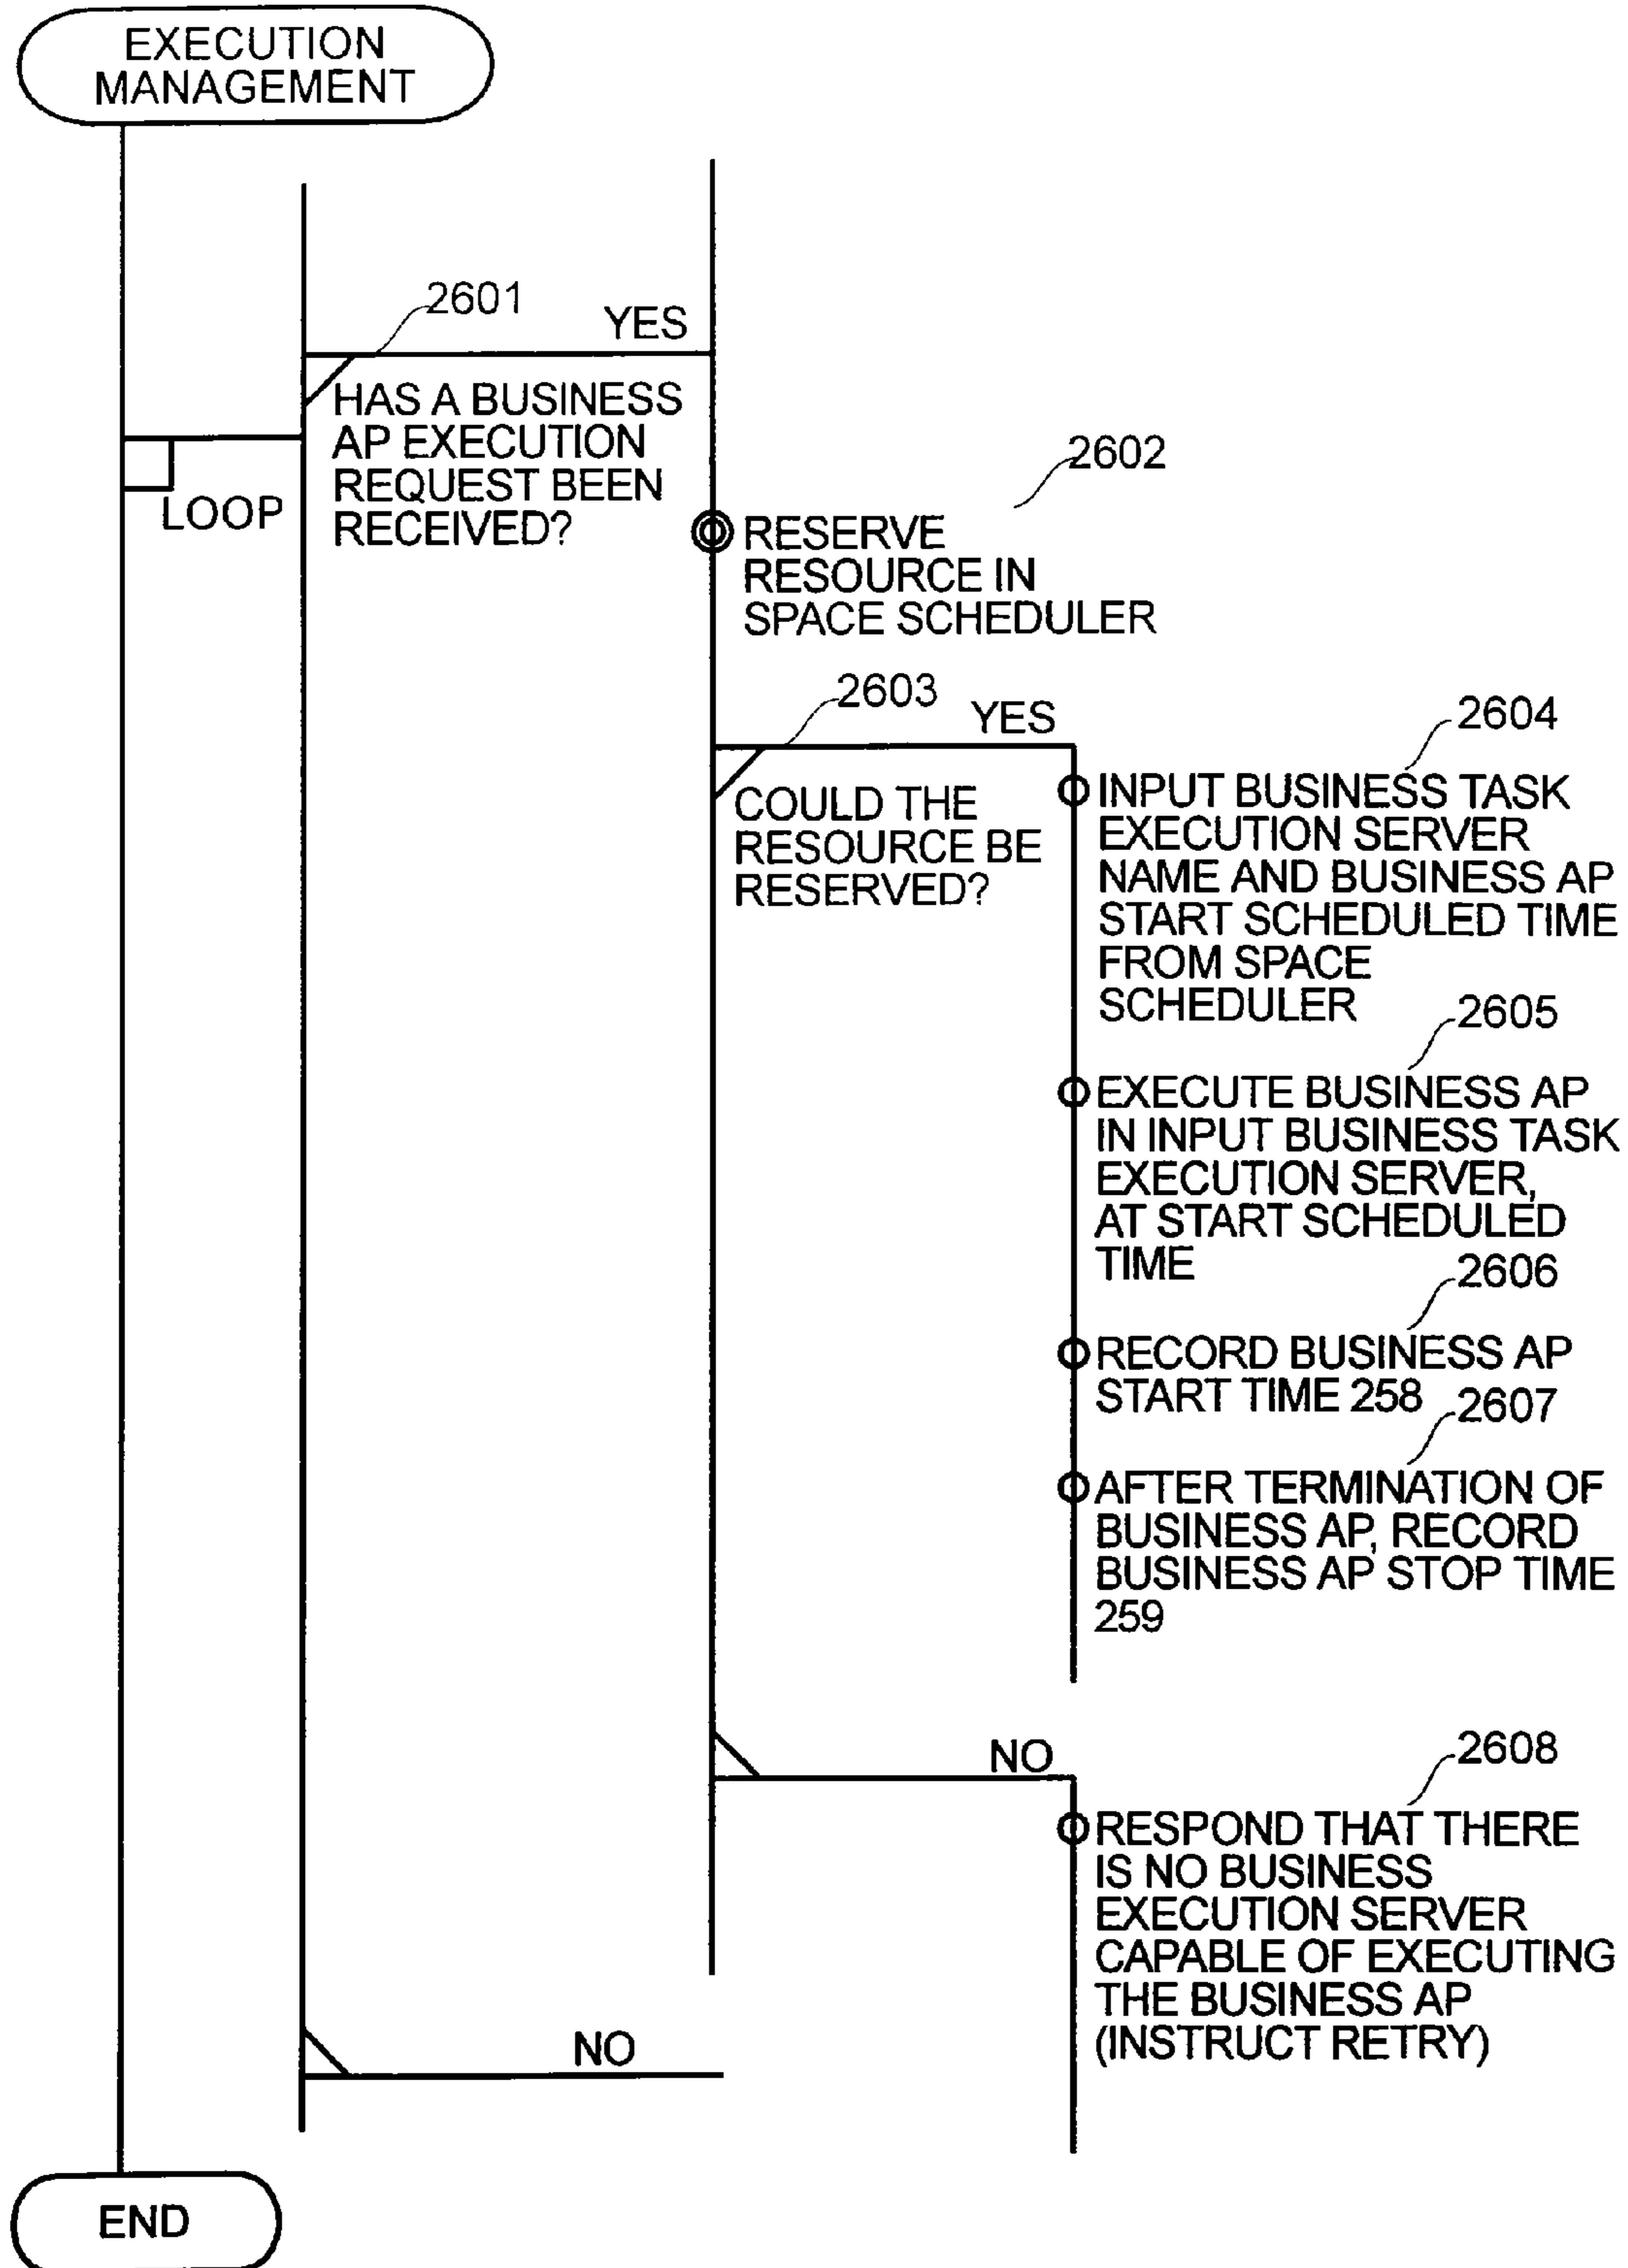 EXECUTION
MANAGEMENT
2601
YES
HAS A BUSINESS
AP EXECUTION
REQUEST BEEN
RECEIVED?
LOOP
2602
RESERVE
RESOURCE IN
SPACE SCHEDULER
2603
YES
COULD THE
RESOURCE BE
RESERVED?
2604
INPUT BUSINESS TASK
EXECUTION SERVER
NAME AND BUSINESS AP
START SCHEDULED TIME
FROM SPACE
SCHEDULER
2605
EXECUTE BUSINESS AP
IN INPUT BUSINESS TASK
EXECUTION SERVER,
AT START SCHEDULED
TIME
2606
RECORD BUSINESS AP
START TIME 258
2607
AFTER TERMINATION OF
BUSINESS AP, RECORD
BUSINESS AP STOP TIME
259
NO
2608
RESPOND THAT THERE
IS NO BUSINESS
EXECUTION SERVER
CAPABLE OF EXECUTING
THE BUSINESS AP
(INSTRUCT RETRY)
NO
END